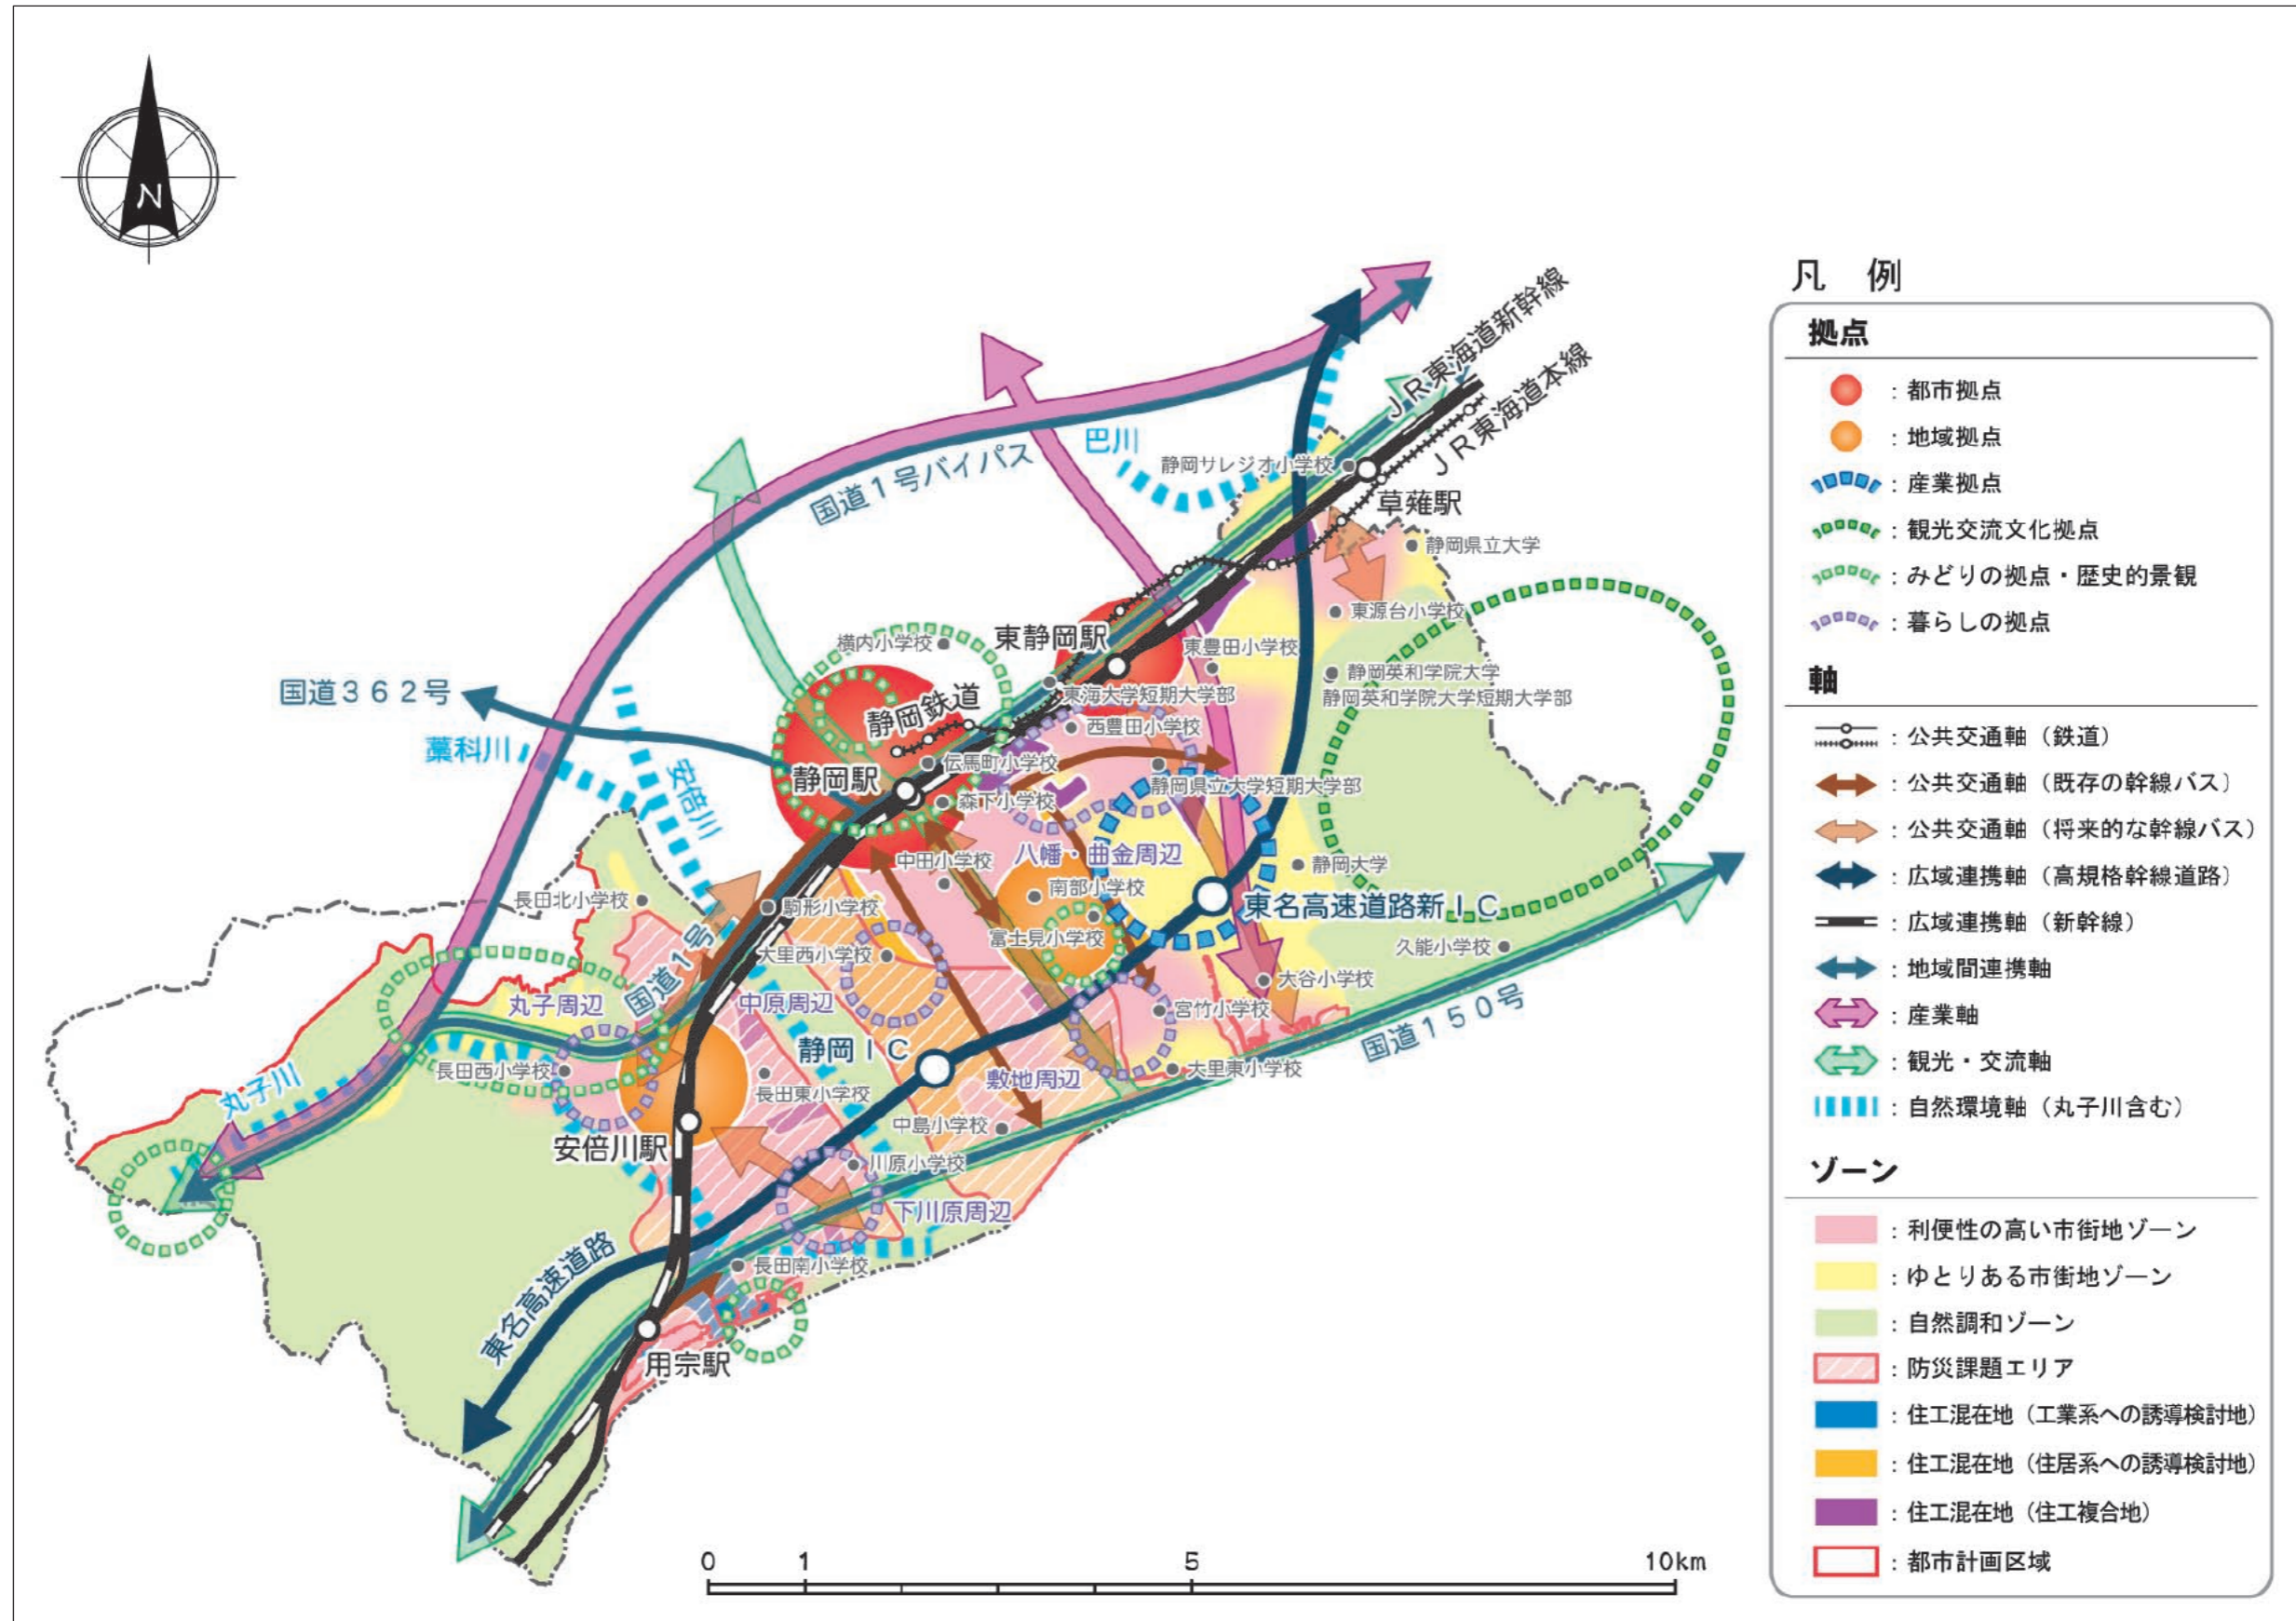 N
JR東海道新幹線
JR東海道本線
巴川
国道1号バイパス
静岡サレジオ小学校
草薙駅
静岡県立大学
東源台小学校
横内小学校
東静岡駅
東豊田小学校
静岡英和学院大学
静岡英和学院大学短期大学部
東海大学短期大学部
静岡鉄道
西豊田小学校
国道362号
藁科川
安倍川
静岡駅
伝馬町小学校
静岡県立大学短期大学部
森下小学校
中田小学校
八幡・曲金周辺
静岡大学
南部小学校
長田北小学校
駒形小学校
東名高速道路新IC
富士見小学校
久能小学校
国道1号
大里西小学校
大谷小学校
丸子周辺
中原周辺
宮竹小学校
国道150号
静岡IC
長田西小学校
敷地周辺
大里東小学校
丸子川
長田東小学校
中島小学校
安倍川駅
川原小学校
下川原周辺
長田南小学校
東名高速道路
用宗駅
0 1 5 10km
凡 例
拠点
：都市拠点
：地域拠点
：産業拠点
：観光交流文化拠点
：みどりの拠点・歴史的景観
：暮らしの拠点
軸
：公共交通軸（鉄道）
：公共交通軸（既存の幹線バス）
：公共交通軸（将来的な幹線バス）
：広域連携軸（高規格幹線道路）
：広域連携軸（新幹線）
：地域間連携軸
：産業軸
：観光・交流軸
：自然環境軸（丸子川含む）
ゾーン
：利便性の高い市街地ゾーン
：ゆとりある市街地ゾーン
：自然調和ゾーン
：防災課題エリア
：住工混在地（工業系への誘導検討地）
：住工混在地（住居系への誘導検討地）
：住工混在地（住工複合地）
：都市計画区域